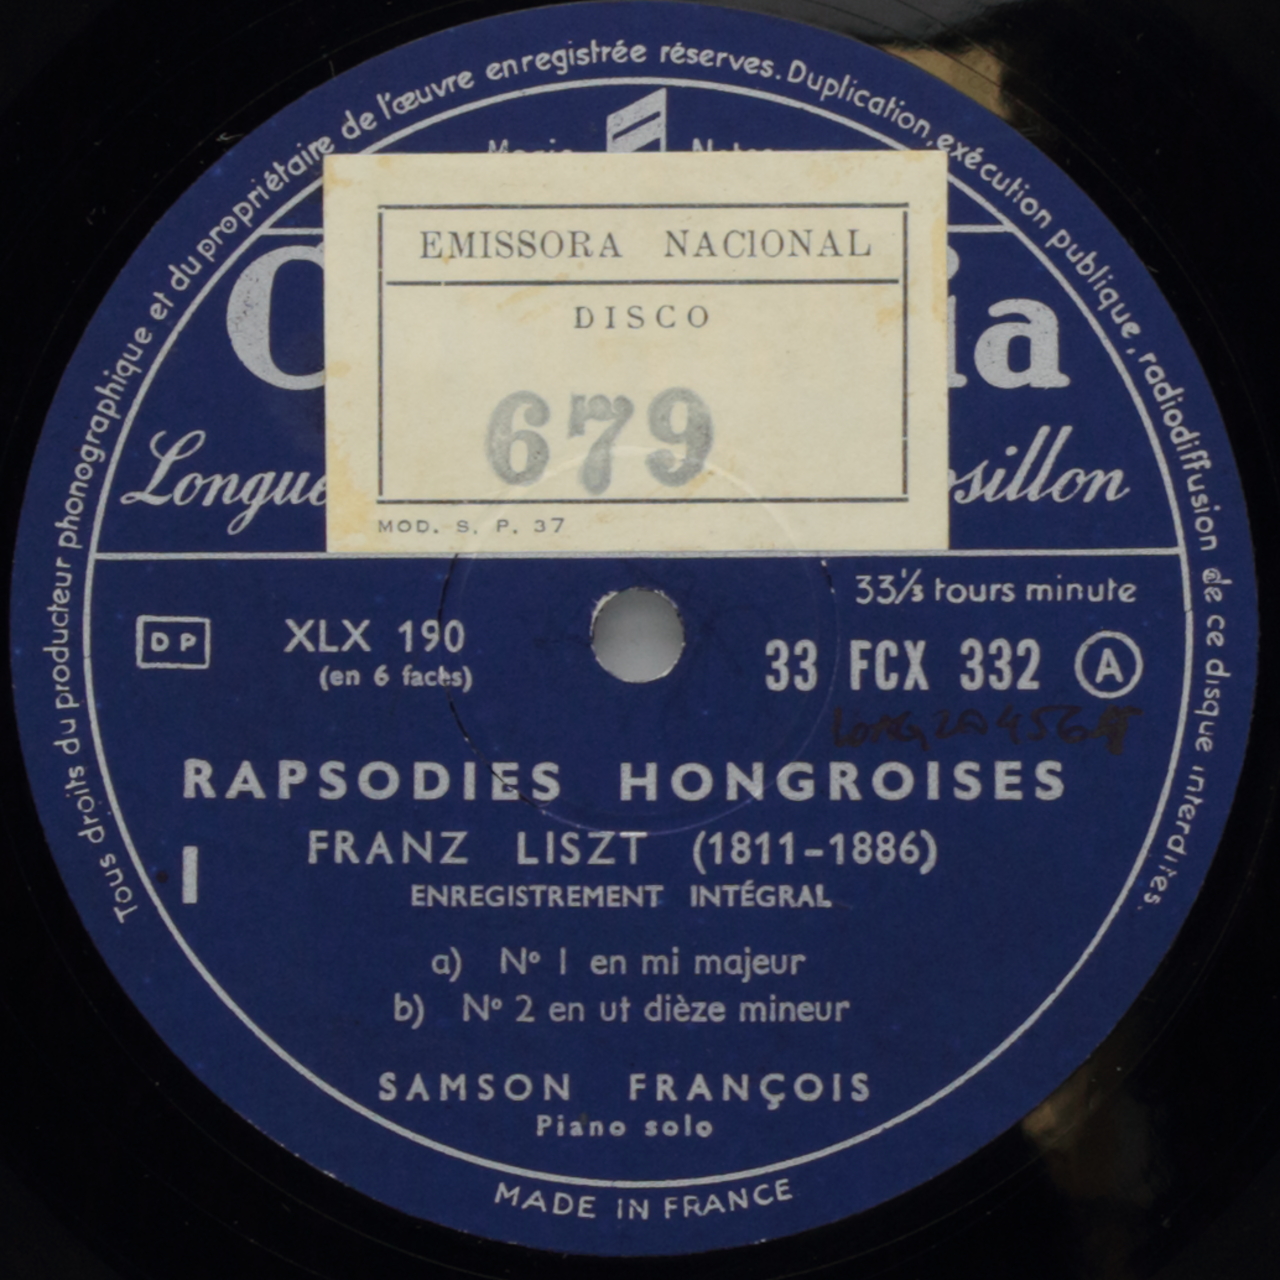 Tous droits du producteur phonographique et du propriétaire de l'œuvre enregistrée réserves. Duplication, exécution publique, radiodiffusion de ce disque interdites.
EMISSORA NACIONAL
DISCO
679
MOD. S. P. 37
33⅓ tours minute
DP
XLX 190
(en 6 faces)
33 FCX 332 A
RAPSODIES HONGROISES
FRANZ LISZT (1811-1886)
I
ENREGISTREMENT INTÉGRAL
a) Nº 1 en mi majeur
b) Nº 2 en ut dièze mineur
SAMSON FRANÇOIS
Piano solo
MADE IN FRANCE